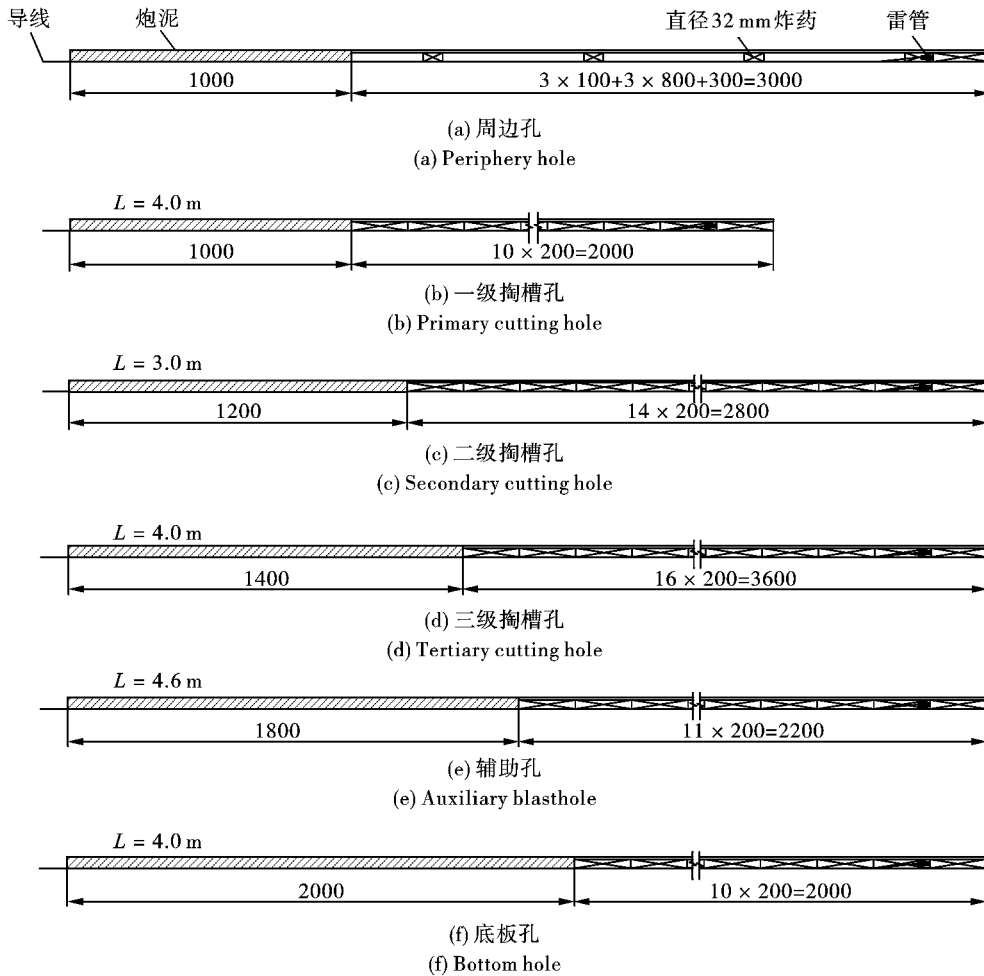 导线 炮泥 直径32 mm炸药 雷管
1000 3 × 100+3 × 800+300=3000
(a) 周边孔
(a) Periphery hole
L = 4.0 m
1000 10 × 200=2000
(b) 一级掏槽孔
(b) Primary cutting hole
L = 3.0 m
1200 14 × 200=2800
(c) 二级掏槽孔
(c) Secondary cutting hole
L = 4.0 m
1400 16 × 200=3600
(d) 三级掏槽孔
(d) Tertiary cutting hole
L = 4.6 m
1800 11 × 200=2200
(e) 辅助孔
(e) Auxiliary blasthole
L = 4.0 m
2000 10 × 200=2000
(f) 底板孔
(f) Bottom hole